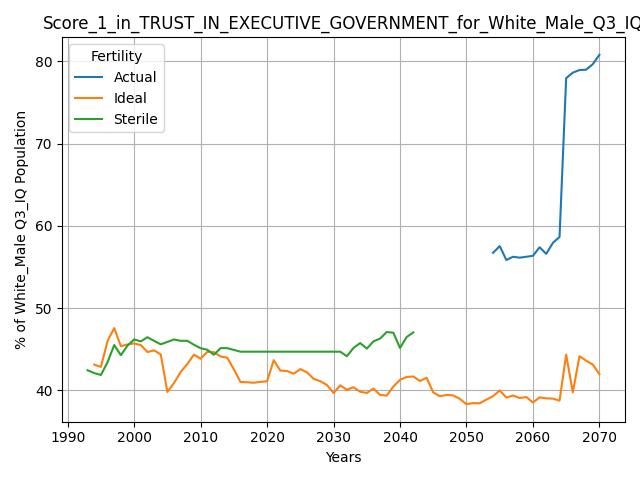 Score_1_in_TRUST_IN_EXECUTIVE_GOVERNMENT_for_White_Male_Q3_IQ
Fertility
Actual
Ideal
Sterile
% of White_Male Q3_IQ Population
80
70
60
50
40
1990 2000 2010 2020 2030 2040 2050 2060 2070
Years